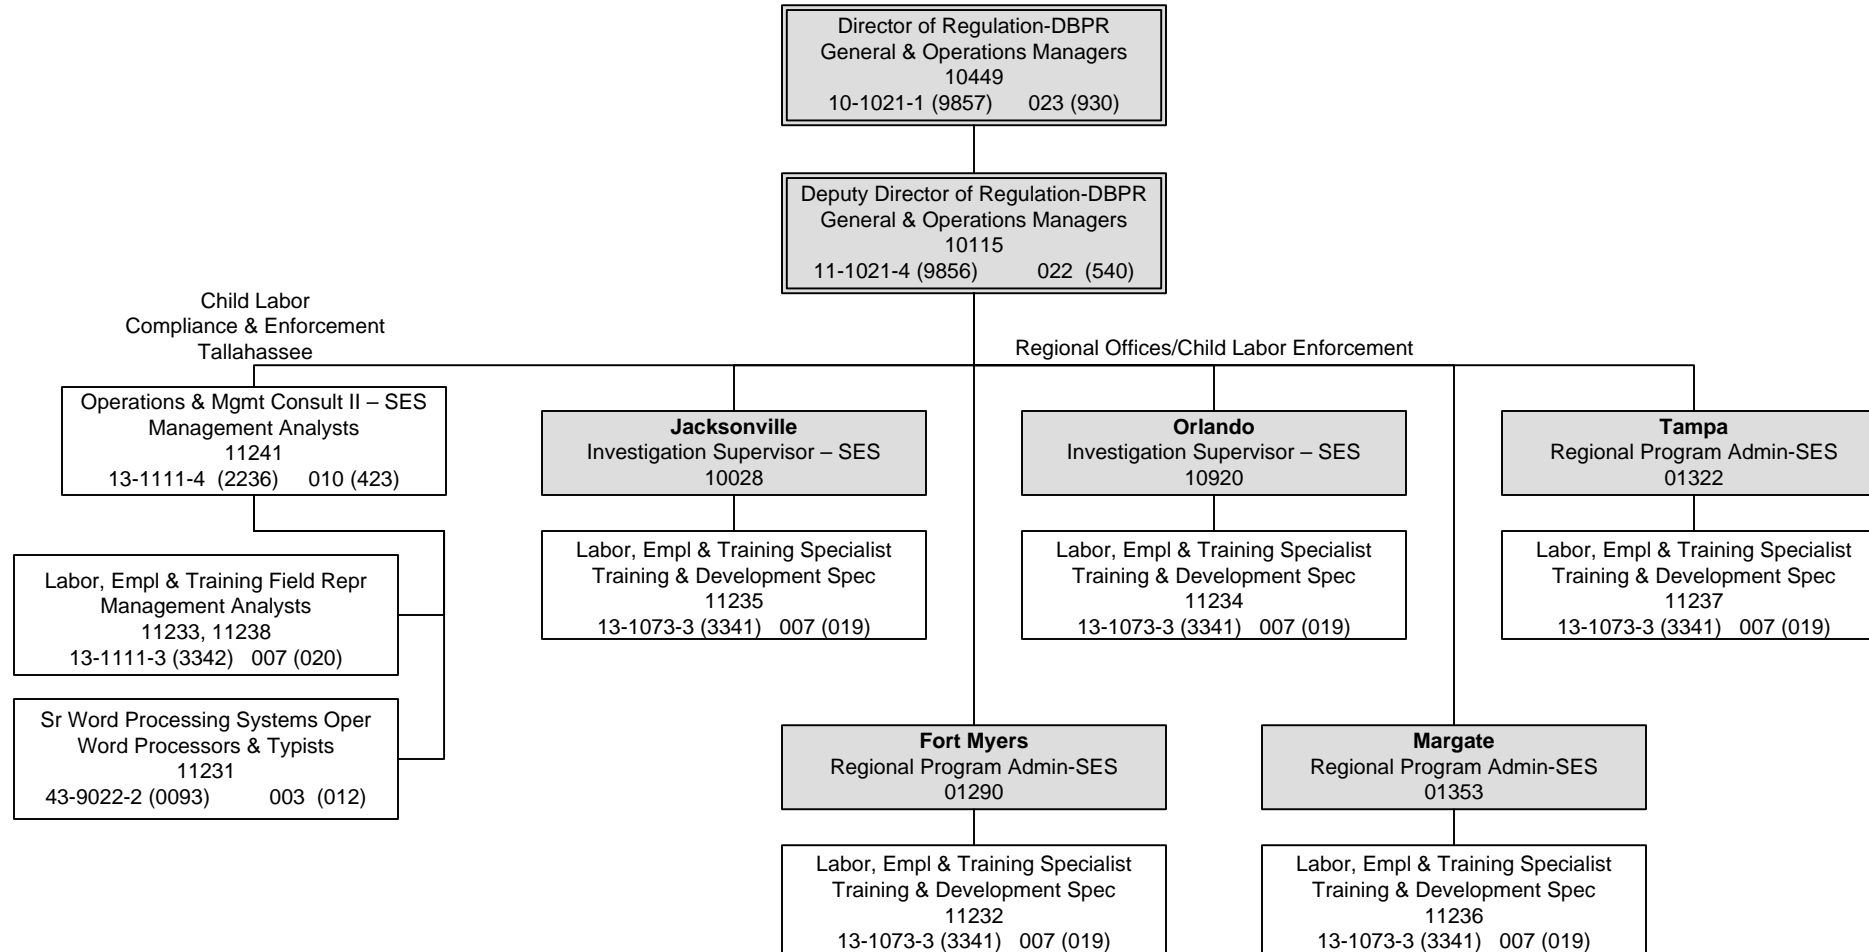 Director of Regulation-DBPR
General & Operations Managers
10449
10-1021-1 (9857) 023 (930)
Deputy Director of Regulation-DBPR
General & Operations Managers
10115
11-1021-4 (9856) 022 (540)
Child Labor
Compliance & Enforcement
Tallahassee
Regional Offices/Child Labor Enforcement
Operations & Mgmt Consult II – SES
Management Analysts
11241
13-1111-4 (2236) 010 (423)
Labor, Empl & Training Field Repr
Management Analysts
11233, 11238
13-1111-3 (3342) 007 (020)
Sr Word Processing Systems Oper
Word Processors & Typists
11231
43-9022-2 (0093) 003 (012)
Jacksonville
Investigation Supervisor – SES
10028
Labor, Empl & Training Specialist
Training & Development Spec
11235
13-1073-3 (3341) 007 (019)
Orlando
Investigation Supervisor – SES
10920
Labor, Empl & Training Specialist
Training & Development Spec
11234
13-1073-3 (3341) 007 (019)
Tampa
Regional Program Admin-SES
01322
Labor, Empl & Training Specialist
Training & Development Spec
11237
13-1073-3 (3341) 007 (019)
Fort Myers
Regional Program Admin-SES
01290
Labor, Empl & Training Specialist
Training & Development Spec
11232
13-1073-3 (3341) 007 (019)
Margate
Regional Program Admin-SES
01353
Labor, Empl & Training Specialist
Training & Development Spec
11236
13-1073-3 (3341) 007 (019)